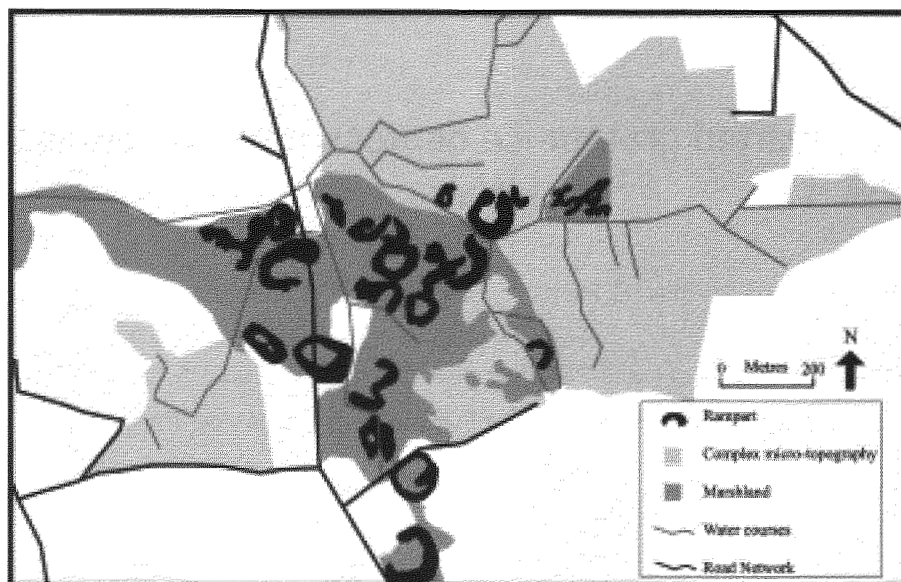 N
0 Metres 200
Rampart
Complex micro-topography
Marshland
Water courses
Road Network